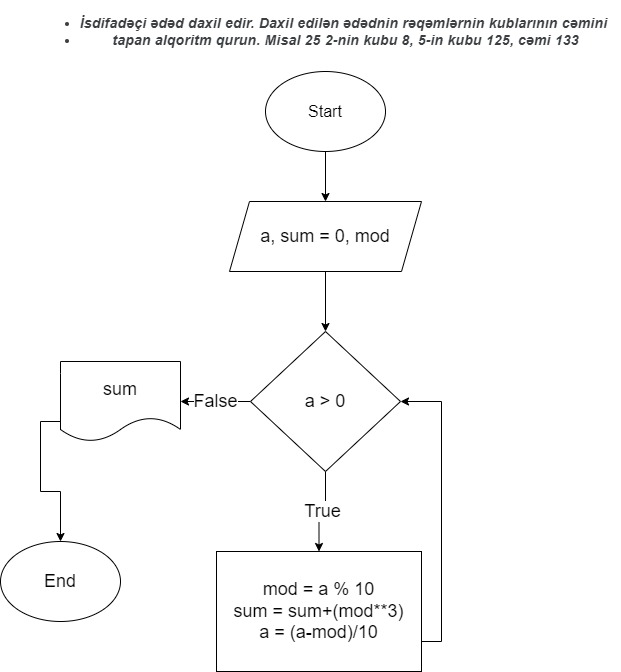 İsdifadəçi ədəd daxil edir. Daxil edilən ədədnin rəqəmlərnin kublarının cəmini
tapan alqoritm qurun. Misal 25 2-nin kubu 8, 5-in kubu 125, cəmi 133
Start
a, sum = 0, mod
a > 0
False
sum
True
mod = a % 10
sum = sum+(mod**3)
a = (a-mod)/10
End